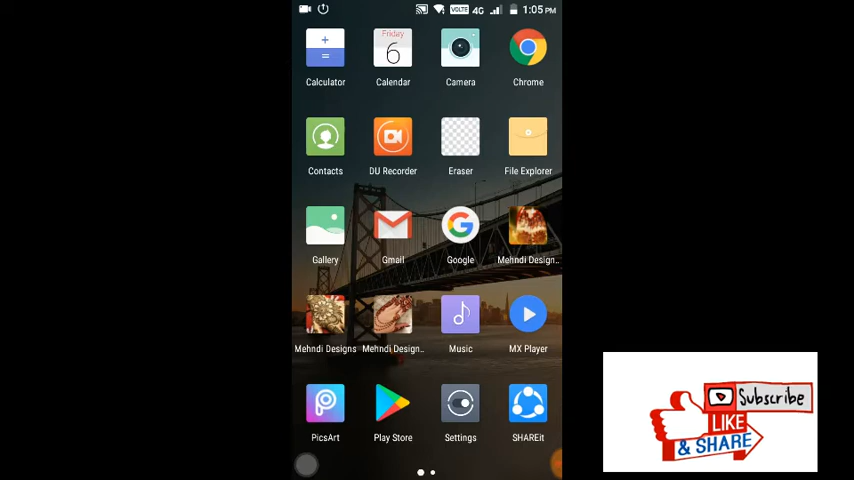 VOLTE 4G 1:05 PM
Friday
6
Calculator Calendar Camera Chrome
Contacts DU Recorder Eraser File Explorer
Gallery Gmail Google Mehndi Design..
Mehndi Designs Mehndi Design.. Music MX Player
PicsArt Play Store Settings SHAREit
Subscribe
LIKE
& SHARE